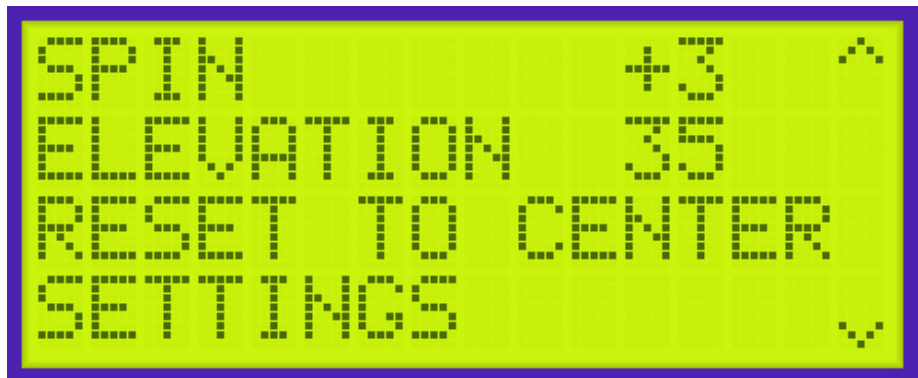 SPIN +3 ^
ELEVATION 35
RESET TO CENTER
SETTINGS